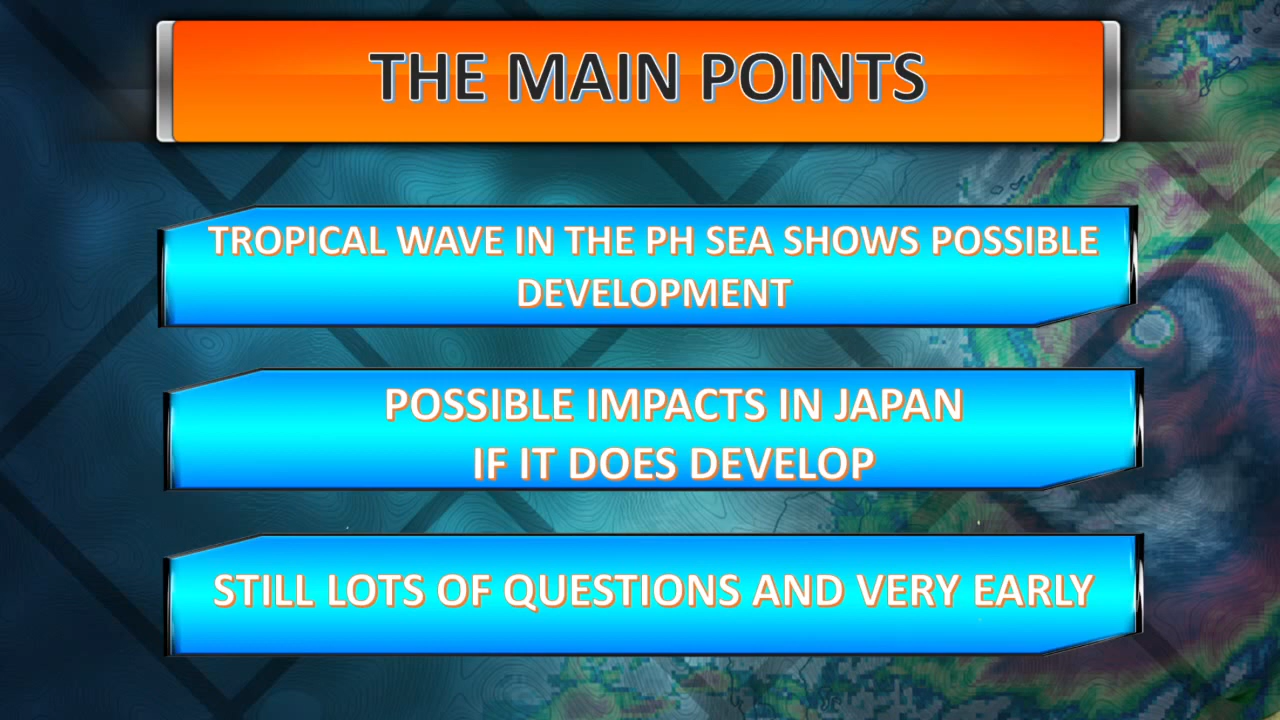 THE MAIN POINTS
TROPICAL WAVE IN THE PH SEA SHOWS POSSIBLE
DEVELOPMENT
POSSIBLE IMPACTS IN JAPAN
IF IT DOES DEVELOP
STILL LOTS OF QUESTIONS AND VERY EARLY